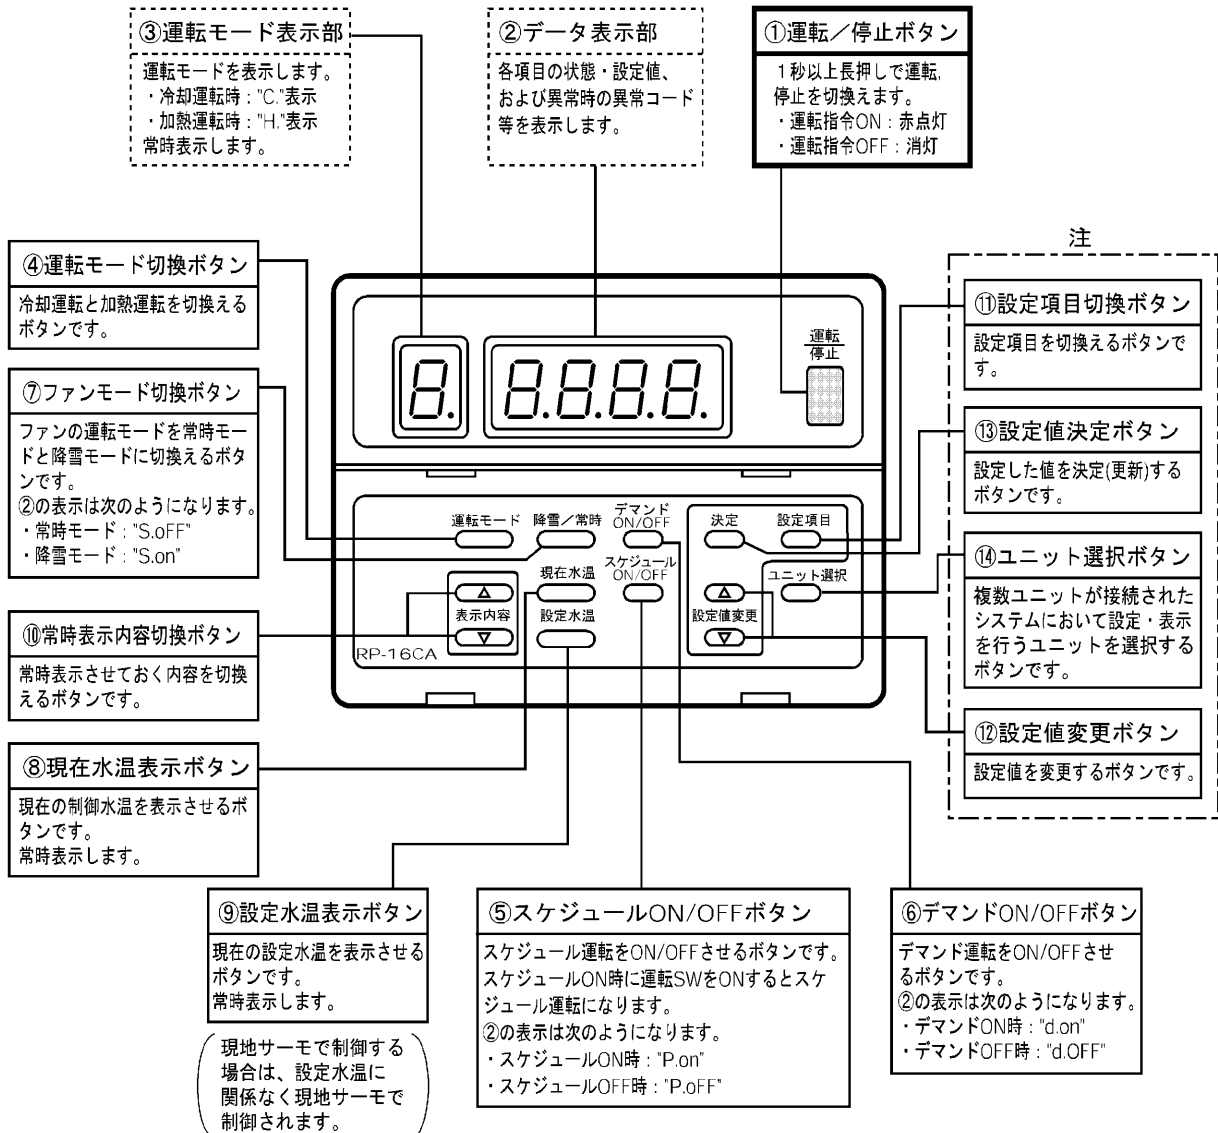 ③運転モード表示部
運転モードを表示します。
・冷却運転時："C."表示
・加熱運転時："H."表示
常時表示します。
②データ表示部
各項目の状態・設定値、
および異常時の異常コード
等を表示します。
①運転／停止ボタン
1秒以上長押しで運転,
停止を切換えます。
・運転指令ON：赤点灯
・運転指令OFF：消灯
④運転モード切換ボタン
冷却運転と加熱運転を切換える
ボタンです。
⑦ファンモード切換ボタン
ファンの運転モードを常時モー
ドと降雪モードに切換えるボタ
ンです。
②の表示は次のようになります。
・常時モード："S.oFF"
・降雪モード："S.on"
⑩常時表示内容切換ボタン
常時表示させておく内容を切換
えるボタンです。
⑧現在水温表示ボタン
現在の制御水温を表示させるボ
タンです。
常時表示します。
8.
8.8.8.8.
運転
停止
運転モード
降雪／常時
デマンド
ON/OFF
決定
設定項目
現在水温
スケジュール
ON/OFF
ユニット選択
△
表示内容
▽
設定水温
△
設定値変更
▽
RP-16CA
注
⑪設定項目切換ボタン
設定項目を切換えるボタンで
す。
⑬設定値決定ボタン
設定した値を決定(更新)する
ボタンです。
⑭ユニット選択ボタン
複数ユニットが接続された
システムにおいて設定・表示
を行うユニットを選択する
ボタンです。
⑫設定値変更ボタン
設定値を変更するボタンです。
⑨設定水温表示ボタン
現在の設定水温を表示させる
ボタンです。
常時表示します。
現地サーモで制御する
場合は、設定水温に
関係なく現地サーモで
制御されます。
⑤スケジュールON/OFFボタン
スケジュール運転をON/OFFさせるボタンです。
スケジュールON時に運転SWをONするとスケ
ジュール運転になります。
②の表示は次のようになります。
・スケジュールON時："P.on"
・スケジュールOFF時："P.oFF"
⑥デマンドON/OFFボタン
デマンド運転をON/OFFさせ
るボタンです。
②の表示は次のようになります。
・デマンドON時："d.on"
・デマンドOFF時："d.OFF"